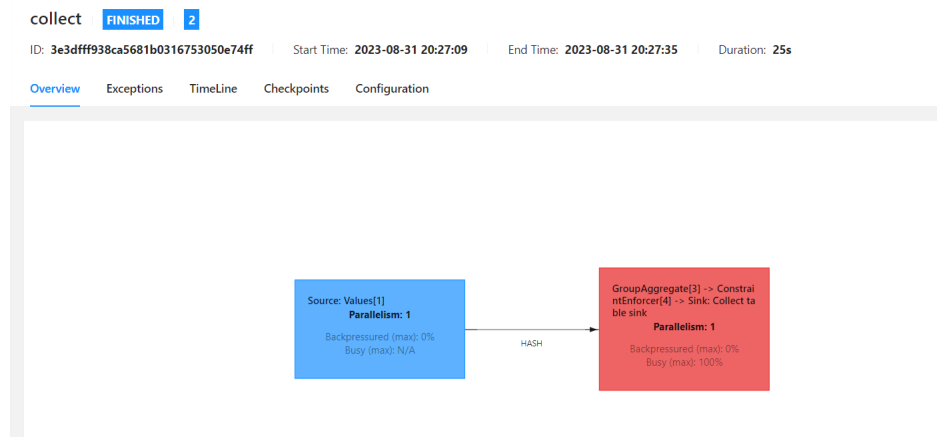 collect FINISHED 2
ID: 3e3dfff938ca5681b0316753050e74ff Start Time: 2023-08-31 20:27:09 End Time: 2023-08-31 20:27:35 Duration: 25s
Overview Exceptions TimeLine Checkpoints Configuration
Source: Values[1]
Parallelism: 1
Backpressured (max): 0%
Busy (max): N/A
HASH
GroupAggregate[3] -> Constrai
ntEnforcer[4] -> Sink: Collect ta
ble sink
Parallelism: 1
Backpressured (max): 0%
Busy (max): 100%